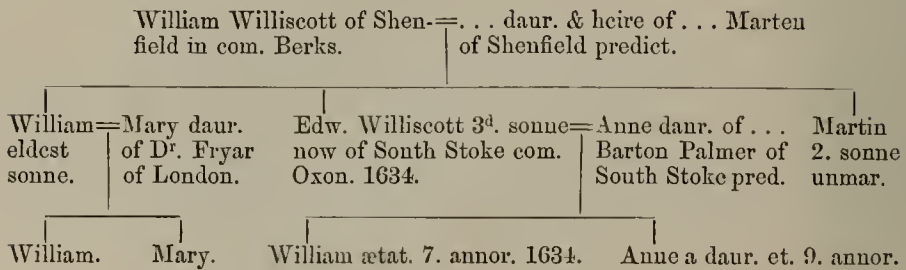 William Williscott of Shen-=. . . daur. & heire of . . . Marten
field in com. Berks.
of Shenfield predict.
William=Mary daur.
eldest
sonne.
of Dr. Fryar
of London.
Edw. Williscott 3d. sonne=Anne daur. of . . .
now of South Stoke com.
Oxon. 1634.
Barton Palmer of
South Stoke pred.
Martin
2. sonne
unmar.
William.
Mary.
William ætat. 7. annor. 1634.
Anne a daur. et. 9. annor.